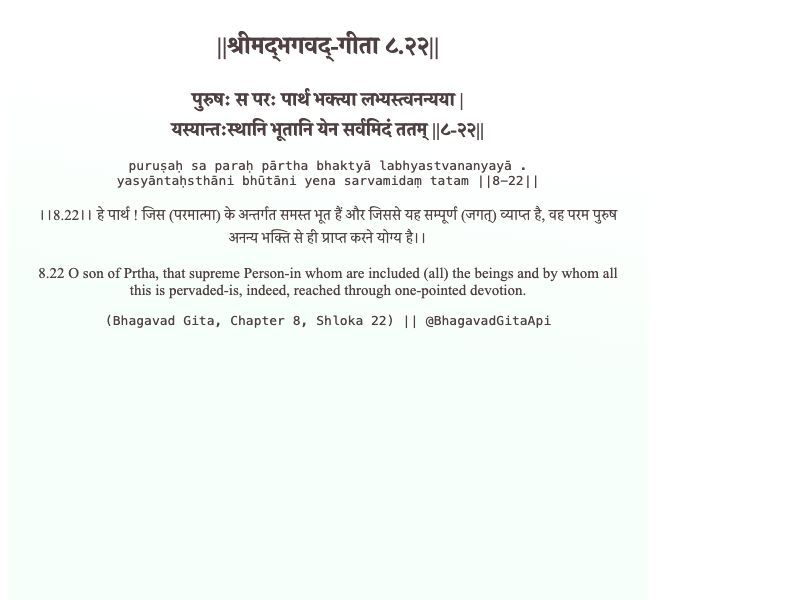 ||श्रीमद्‍भगवद्-गीता ८.२२||
पुरुषः स परः पार्थ भक्त्या लभ्यस्त्वनन्यया |
यस्यान्तःस्थानि भूतानि येन सर्वमिदं ततम् ||८-२२||
puruṣaḥ sa paraḥ pārtha bhaktyā labhyastvananyayā .
yasyāntaḥsthāni bhūtāni yena sarvamidaṃ tatam ||8-22||
।।8.22।। हे पार्थ ! जिस (परमात्मा) के अन्तर्गत समस्त भूत हैं और जिससे यह सम्पूर्ण (जगत्) व्याप्त है, वह परम पुरुष
अनन्य भक्ति से ही प्राप्त करने योग्य है।।
8.22 O son of Prtha, that supreme Person-in whom are included (all) the beings and by whom all
this is pervaded-is, indeed, reached through one-pointed devotion.
(Bhagavad Gita, Chapter 8, Shloka 22) || @BhagavadGitaApi